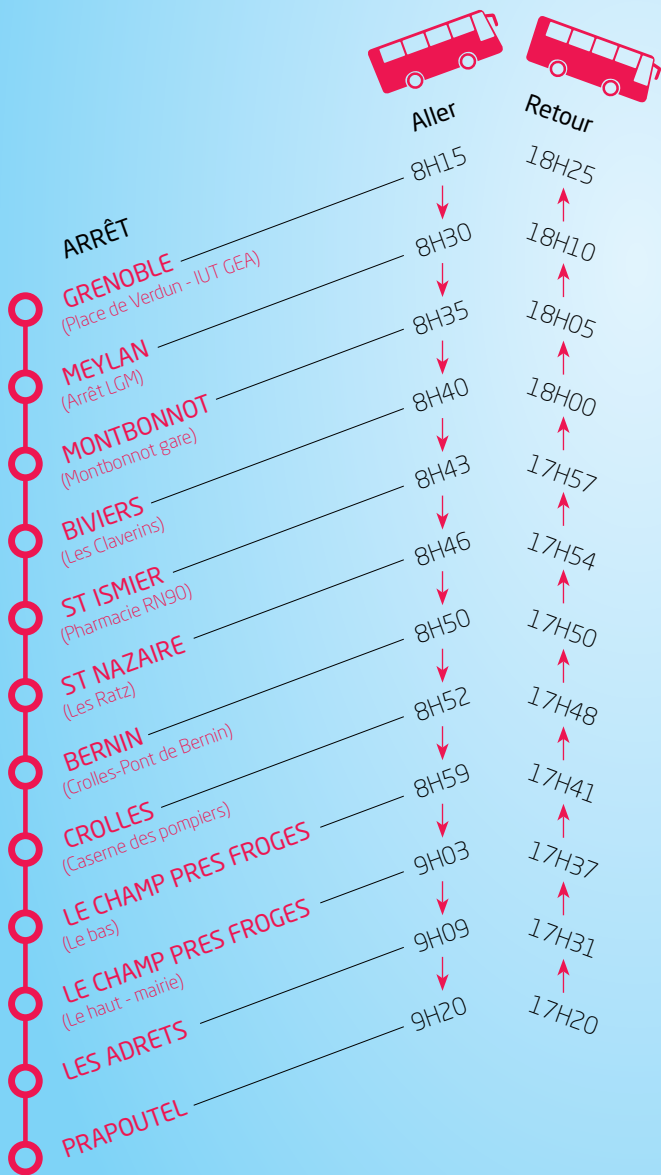 Aller Retour
ARRÊT
GRENOBLE 8H15 18H25
(Place de Verdun - IUT GEA)
MEYLAN 8H30 18H10
(Arrêt LGM)
MONTBONNOT 8H35 18H05
(Montbonnot gare)
BIVIERS 8H40 18H00
(Les Claverins)
ST ISMIER 8H43 17H57
(Pharmacie RN90)
ST NAZAIRE 8H46 17H54
(Les Ratz)
BERNIN 8H50 17H50
(Crolles-Pont de Bernin)
CROLLES 8H52 17H48
(Caserne des pompiers)
LE CHAMP PRES FROGES 8H59 17H41
(Le bas)
LE CHAMP PRES FROGES 9H03 17H37
(Le haut - mairie)
LES ADRETS 9H09 17H31
PRAPOUTEL 9H20 17H20